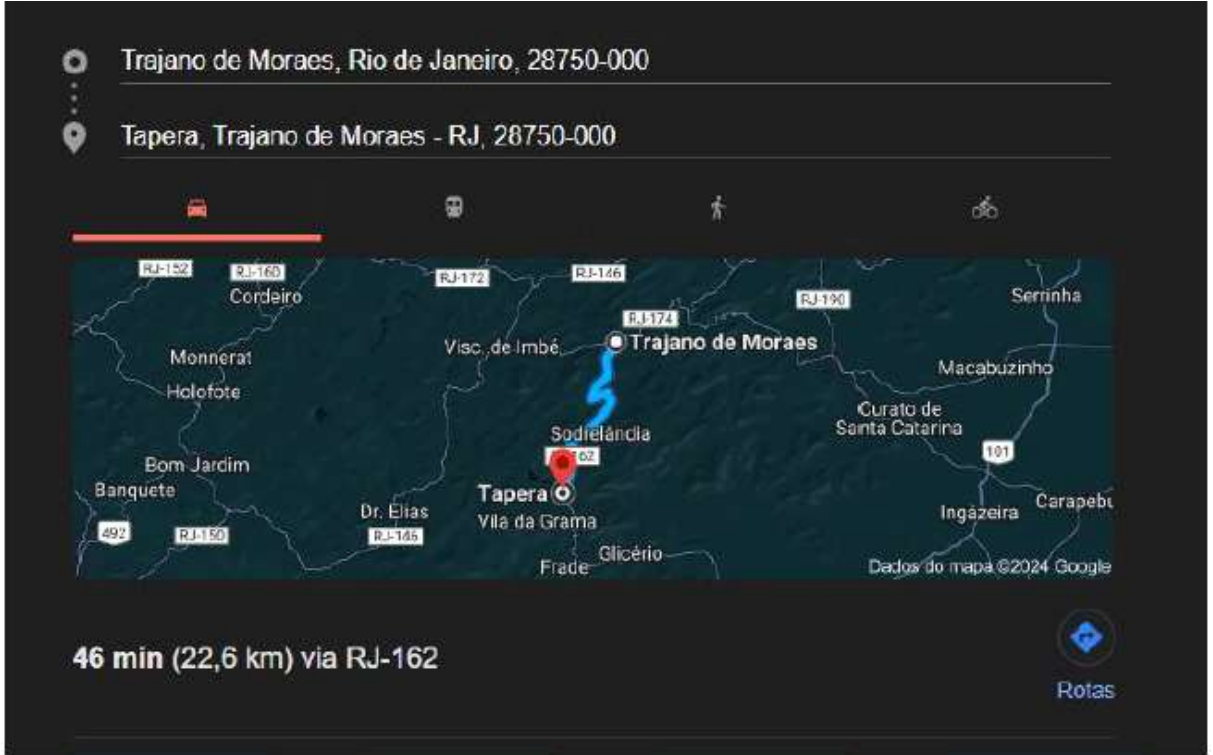 Trajano de Moraes, Rio de Janeiro, 28750-000
Tapera, Trajano de Moraes - RJ, 28750-000
RJ-152
RJ-160
RJ-172
RJ-146
Cordeiro
RJ-190
Serrinha
RJ-174
Visc. de Imbé
Trajano de Moraes
Monnerat
Macabuzinho
Holofote
Curato de
Santa Catarina
Sodielândia
101
162
Bom Jardim
Banquete
Tapera
Carapebu
Dr. Elias
Vila da Grama
Ingazeira
492
RJ-150
RJ-146
Glicério
Frade
Dados do mapa ©2024 Google
46 min (22,6 km) via RJ-162
Rotas